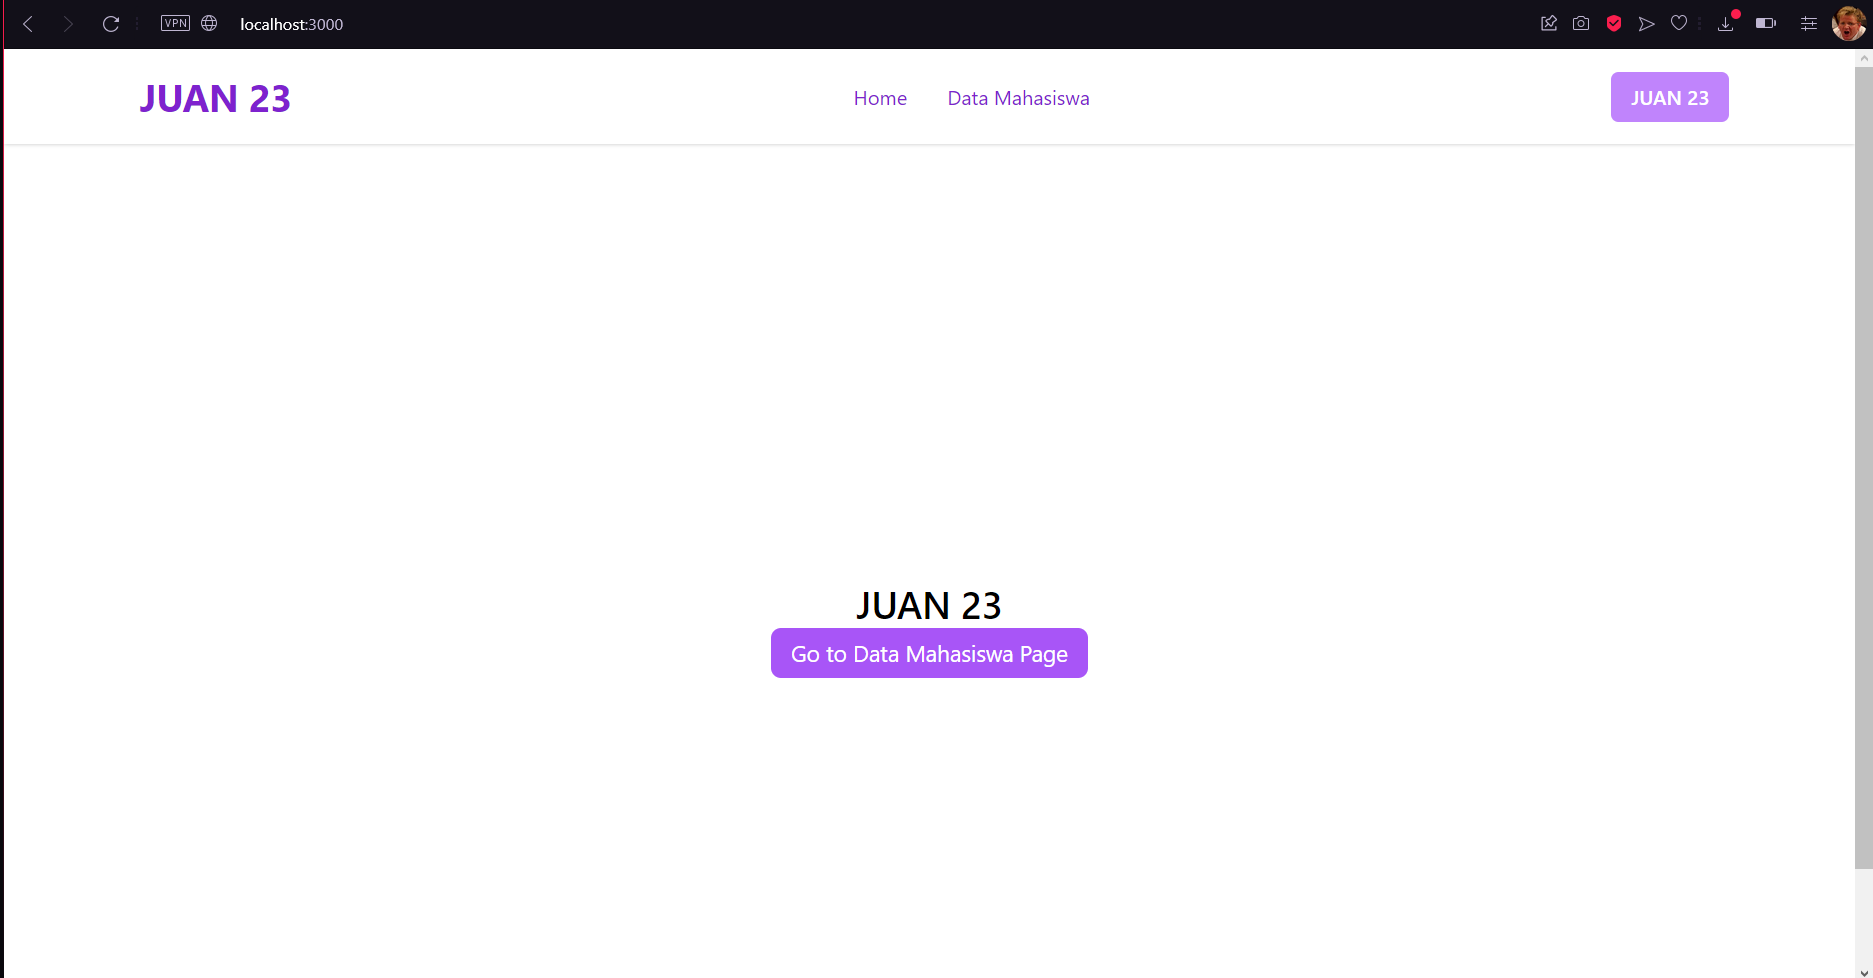 VPN localhost:3000
JUAN 23 Home Data Mahasiswa JUAN 23
JUAN 23
Go to Data Mahasiswa Page